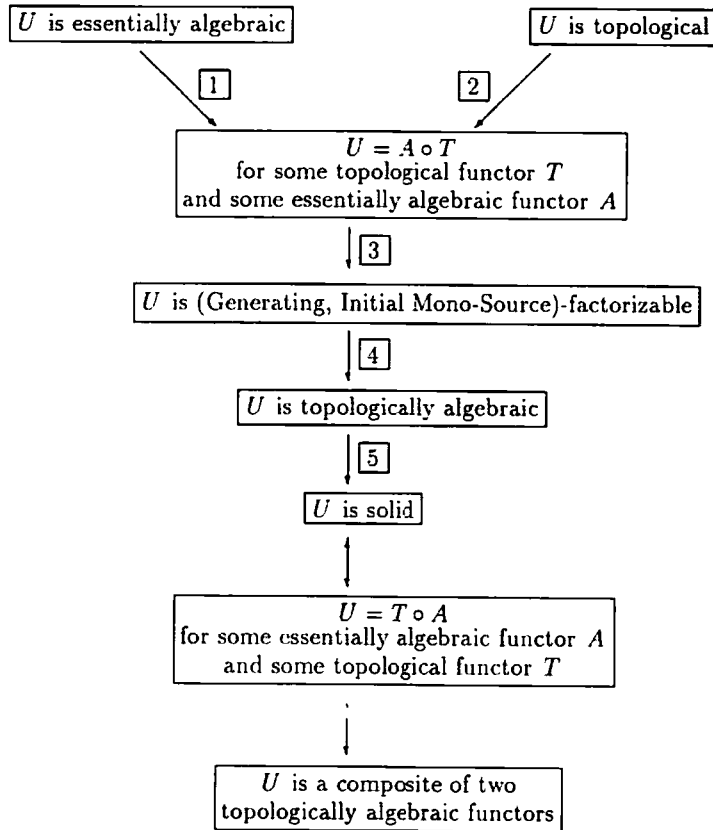 U is essentially algebraic
U is topological
1
2
U = A ∘ T
for some topological functor T
and some essentially algebraic functor A
3
U is (Generating, Initial Mono-Source)-factorizable
4
U is topologically algebraic
5
U is solid
U = T ∘ A
for some essentially algebraic functor A
and some topological functor T
U is a composite of two
topologically algebraic functors